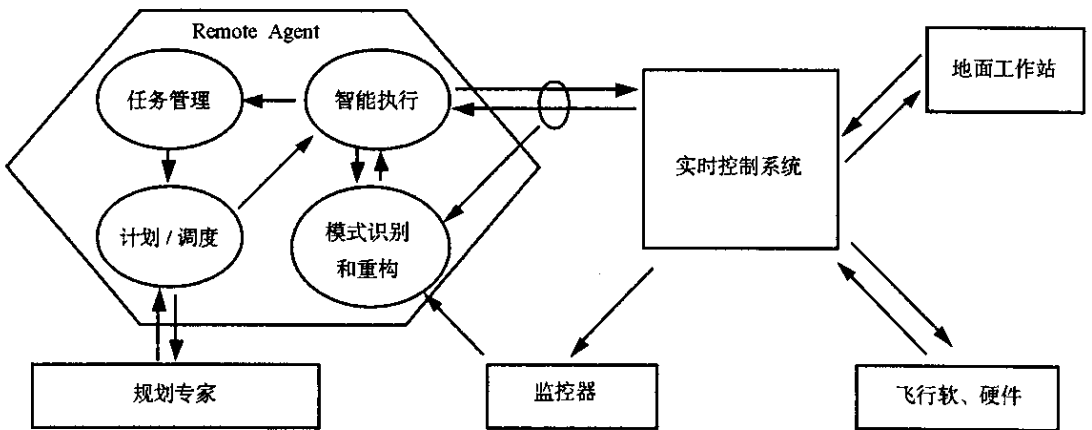 Remote Agent
任务管理
智能执行
计划 / 调度
模式识别
和重构
实时控制系统
地面工作站
规划专家
监控器
飞行软、硬件